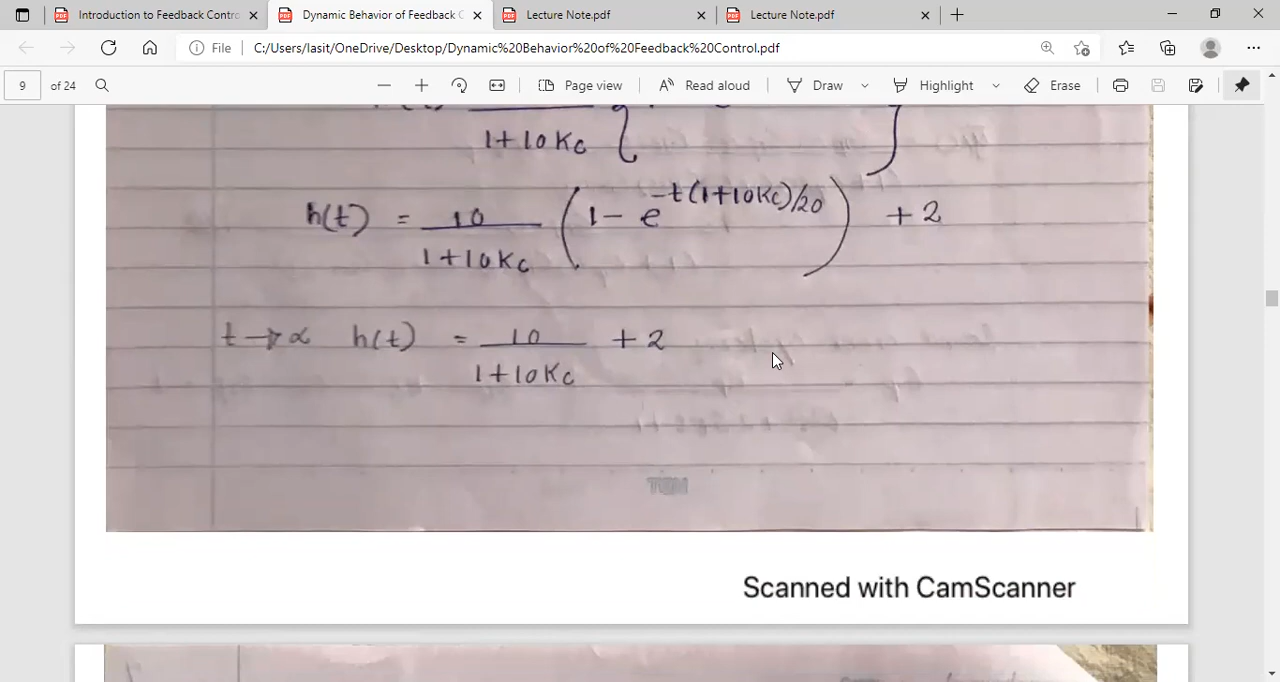 Introduction to Feedback Contro
Dynamic Behavior of Feedback C
Lecture Note.pdf
Lecture Note.pdf
File
C:/Users/lasit/OneDrive/Desktop/Dynamic%20Behavior%20of%20Feedback%20Control.pdf
9 of 24
Page view
Read aloud
Draw
Highlight
Erase
1+10Kc
h(t) = 10/(1+10Kc) (1 - e^(-t(1+10Kc)/20)) + 2
t → ∝ h(t) = 10/(1+10Kc) + 2
Scanned with CamScanner